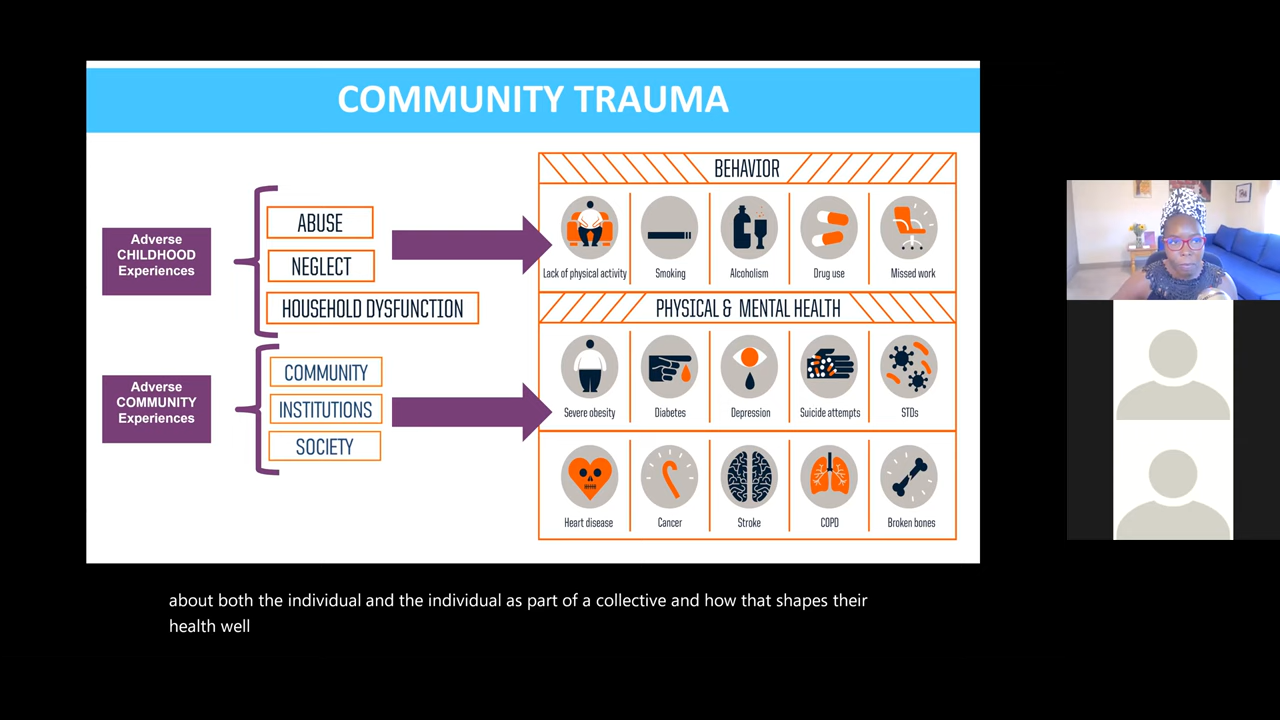 COMMUNITY TRAUMA
Adverse
CHILDHOOD
Experiences
ABUSE
NEGLECT
HOUSEHOLD DYSFUNCTION
Adverse
COMMUNITY
Experiences
COMMUNITY
INSTITUTIONS
SOCIETY
BEHAVIOR
Lack of physical activity
Smoking
Alcoholism
Drug use
Missed work
PHYSICAL & MENTAL HEALTH
Severe obesity
Diabetes
Depression
Suicide attempts
STDs
Heart disease
Cancer
Stroke
COPD
Broken bones
about both the individual and the individual as part of a collective and how that shapes their
health well